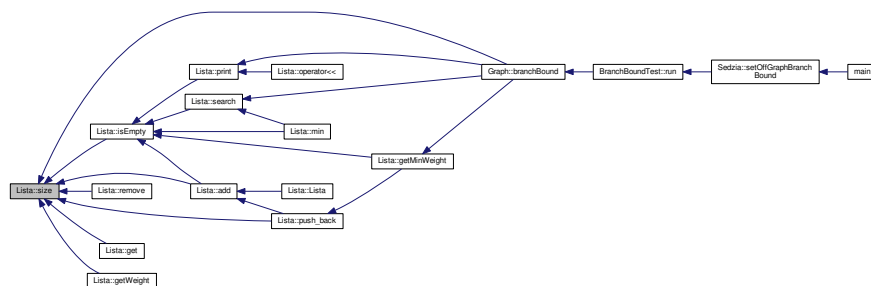 Lista::print
Lista::operator<<
Graph::branchBound
BranchBoundTest::run
Sedzia::setOffGraphBranch
Bound
main
Lista::search
Lista::isEmpty
Lista::min
Lista::getMinWeight
Lista::size
Lista::remove
Lista::add
Lista::Lista
Lista::push_back
Lista::get
Lista::getWeight